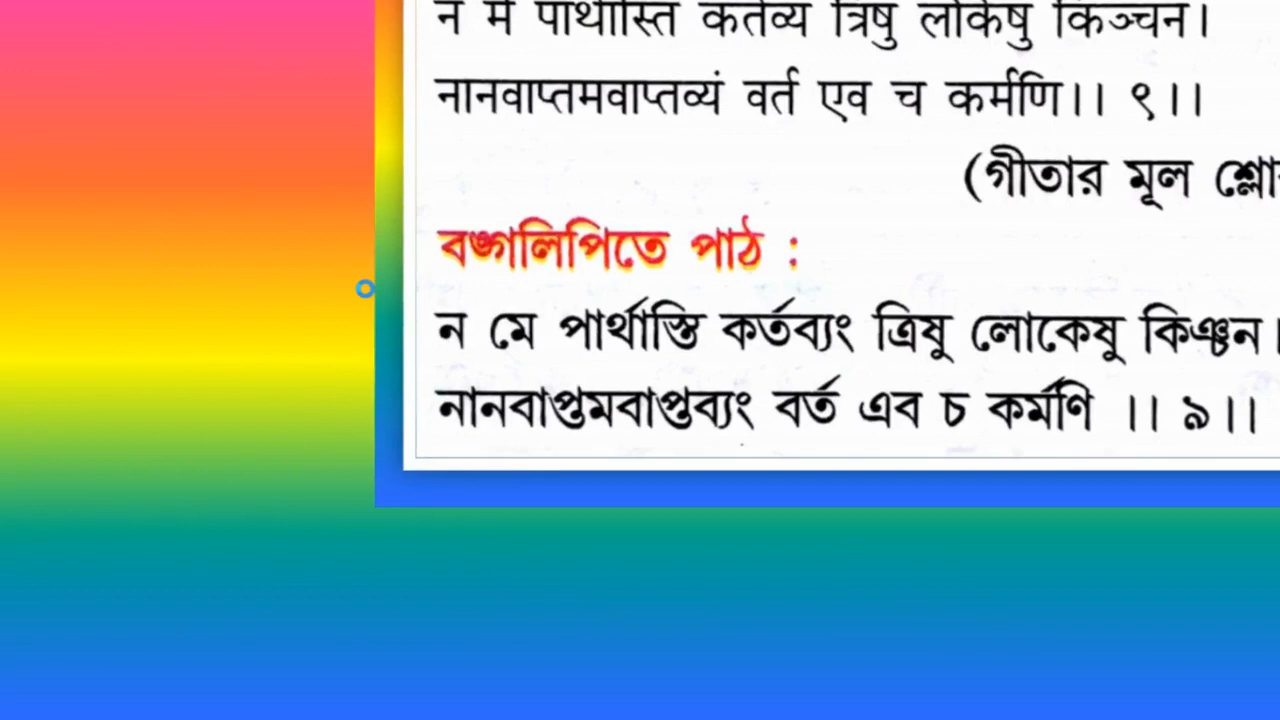 न मे पार्थास्ति कर्तव्यं त्रिषु लोकेषु किञ्चन।
नानवाप्तमवाप्तव्यं वर्त एव च कर्मणि।। ९।।
(গীতার মূল
বঙ্গলিপিতে পাঠ :
ন মে পার্থাস্তি কর্তব্যং ত্রিষু লোকেষু কিঞ্চন।
নানবাপ্তমবাপ্তব্যং বর্ত এব চ কর্মণি ।। ৯।।